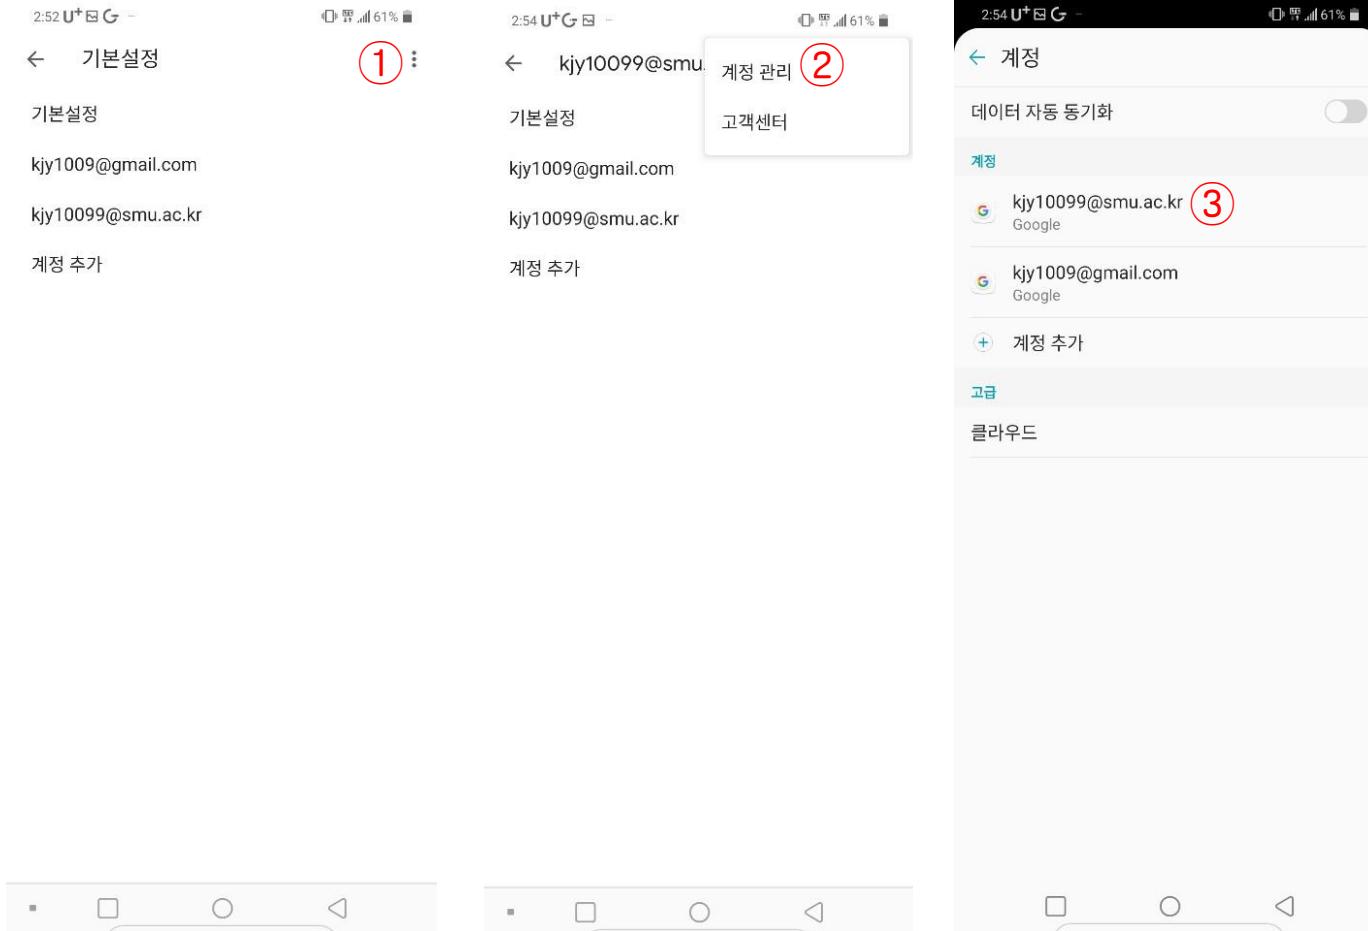 2:52 U+ G
61%
기본설정
①
기본설정
kjy1009@gmail.com
kjy10099@smu.ac.kr
계정 추가
2:54 U+ G
61%
kjy10099@smu.
계정 관리 ②
고객센터
기본설정
kjy1009@gmail.com
kjy10099@smu.ac.kr
계정 추가
2:54 U+ G
61%
계정
데이터 자동 동기화
계정
kjy10099@smu.ac.kr ③
Google
kjy1009@gmail.com
Google
계정 추가
고급
클라우드